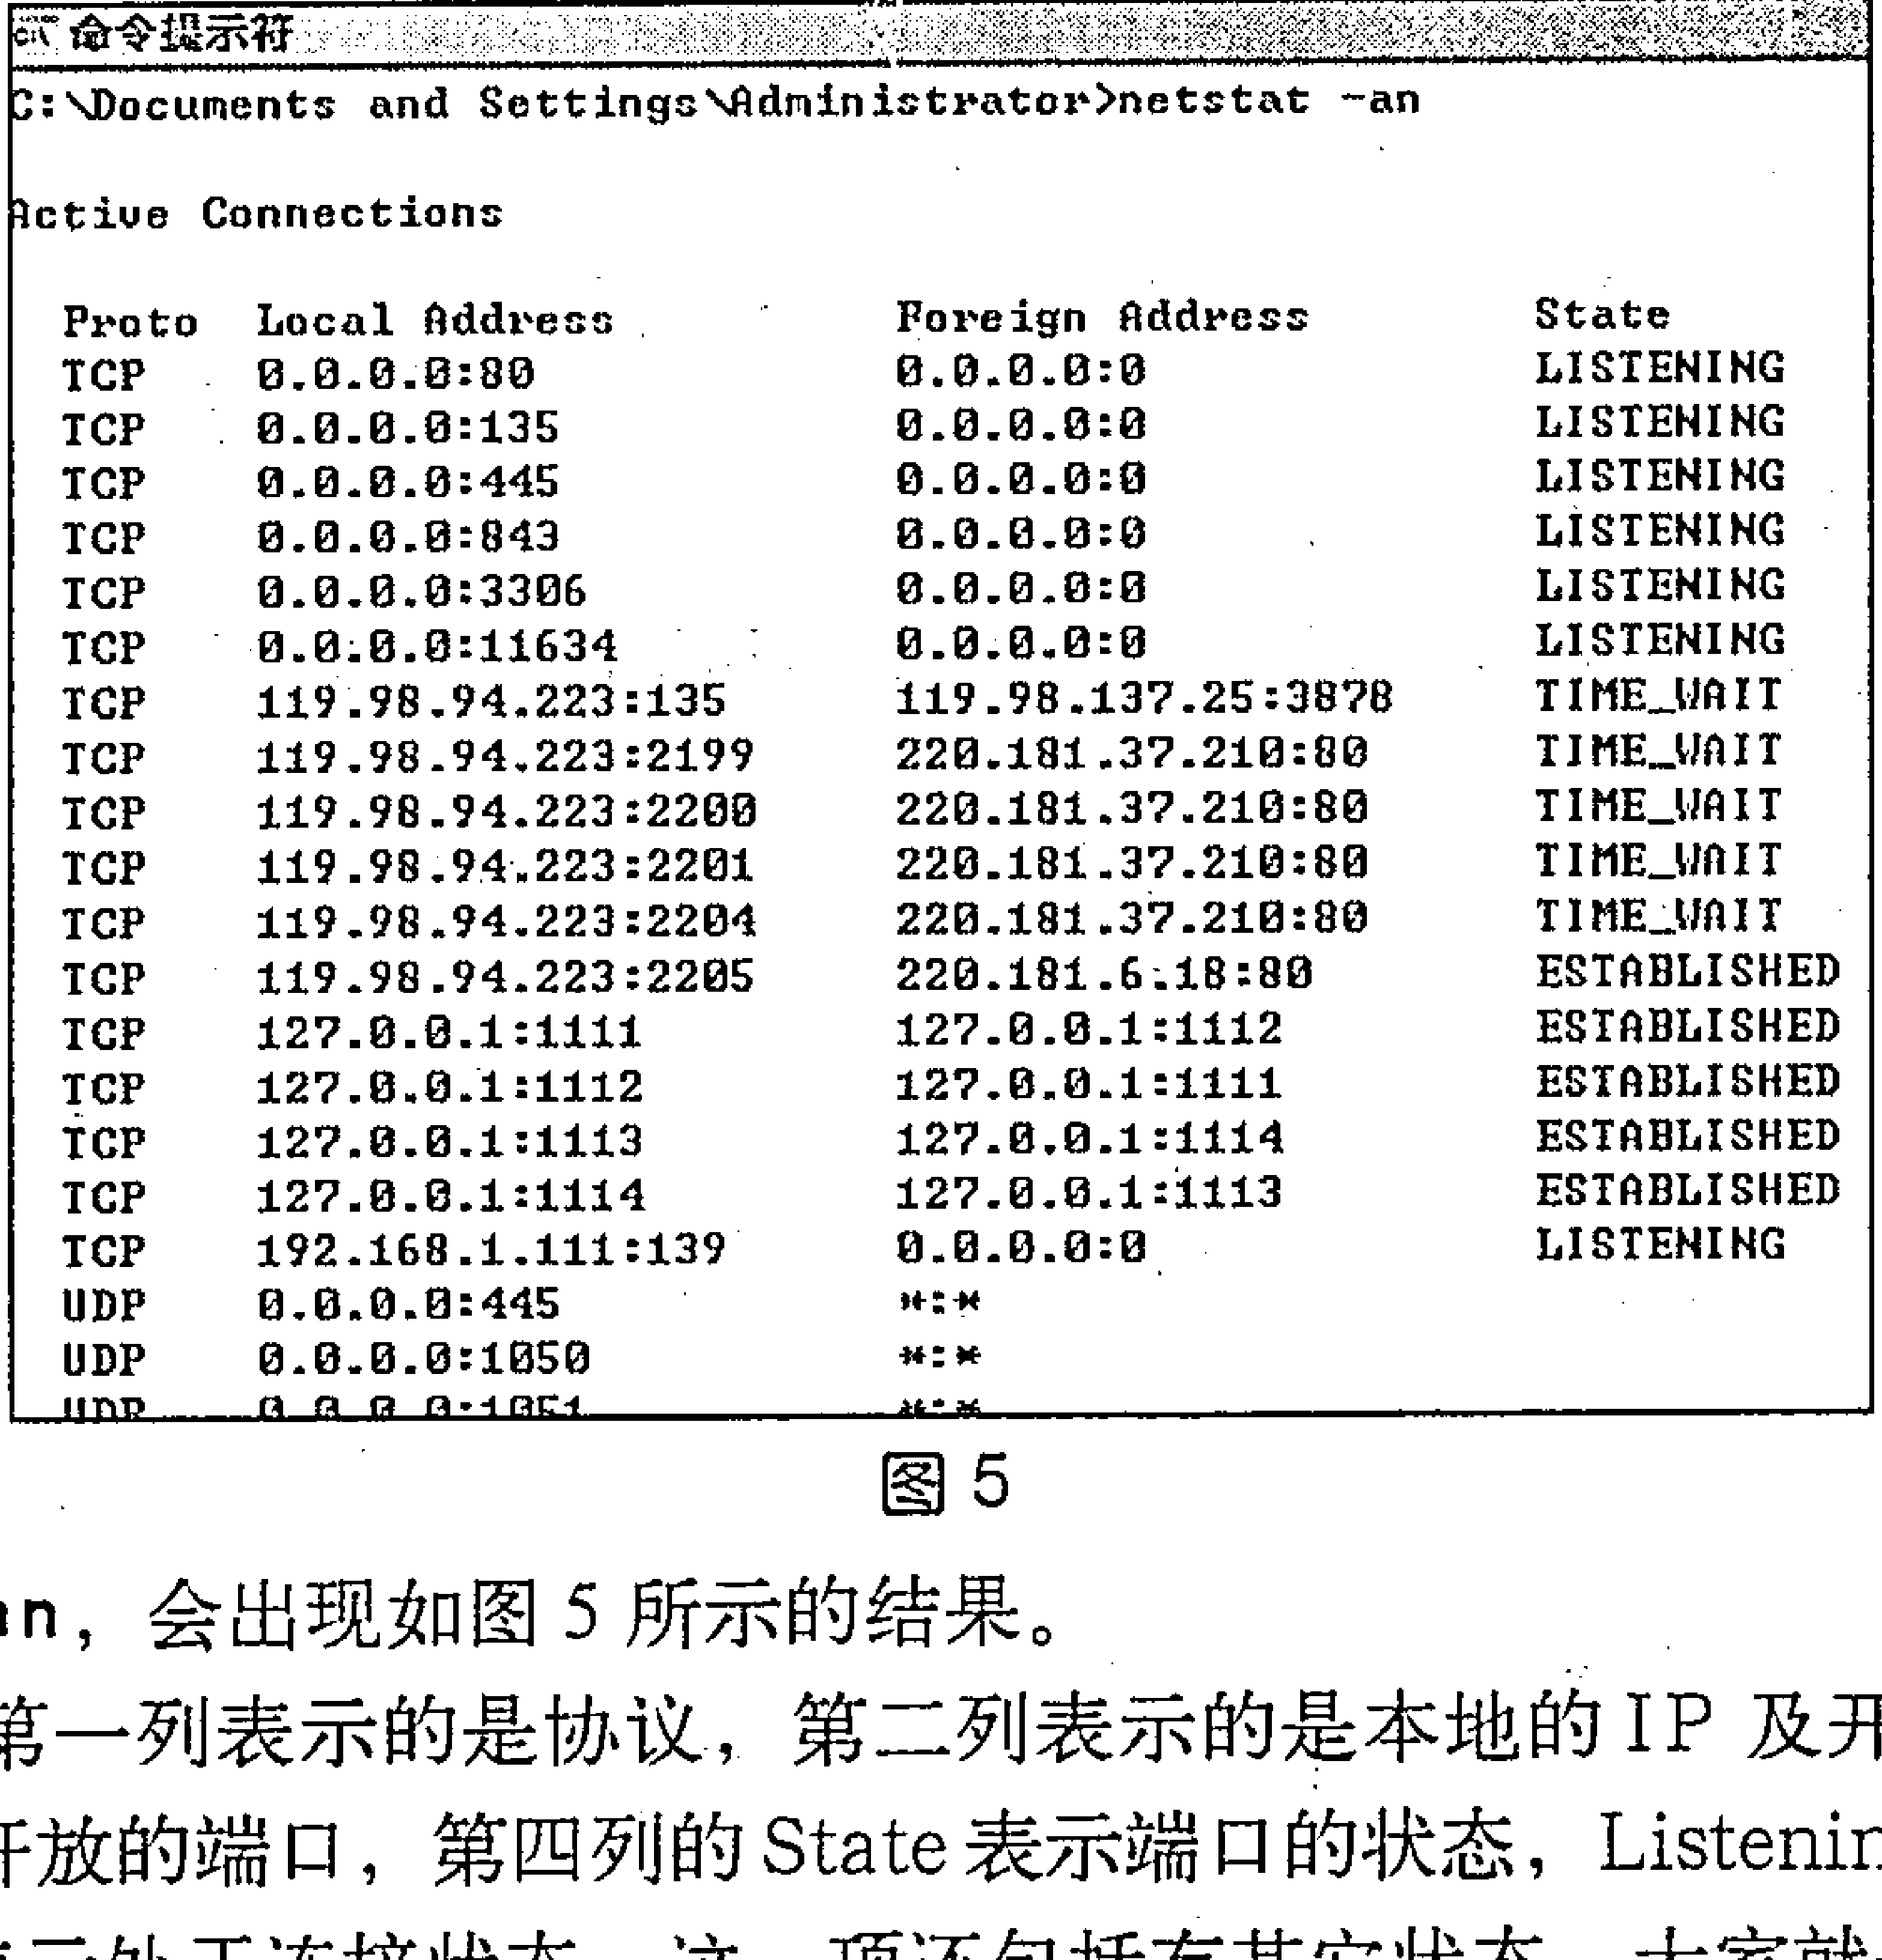 命令提示符
C:\Documents and Settings\Administrator>netstat -an
Active Connections
Proto Local Address Foreign Address State
TCP 0.0.0.0:80 0.0.0.0:0 LISTENING
TCP 0.0.0.0:135 0.0.0.0:0 LISTENING
TCP 0.0.0.0:445 0.0.0.0:0 LISTENING
TCP 0.0.0.0:843 0.0.0.0:0 LISTENING
TCP 0.0.0.0:3306 0.0.0.0:0 LISTENING
TCP 0.0.0.0:11634 0.0.0.0:0 LISTENING
TCP 119.98.94.223:135 119.98.137.25:3878 TIME_WAIT
TCP 119.98.94.223:2199 220.181.37.210:80 TIME_WAIT
TCP 119.98.94.223:2200 220.181.37.210:80 TIME_WAIT
TCP 119.98.94.223:2201 220.181.37.210:80 TIME_WAIT
TCP 119.98.94.223:2204 220.181.37.210:80 TIME_WAIT
TCP 119.98.94.223:2205 220.181.6.18:80 ESTABLISHED
TCP 127.0.0.1:1111 127.0.0.1:1112 ESTABLISHED
TCP 127.0.0.1:1112 127.0.0.1:1111 ESTABLISHED
TCP 127.0.0.1:1113 127.0.0.1:1114 ESTABLISHED
TCP 127.0.0.1:1114 127.0.0.1:1113 ESTABLISHED
TCP 192.168.1.111:139 0.0.0.0:0 LISTENING
UDP 0.0.0.0:445 *:*
UDP 0.0.0.0:1050 *:*
UDP 0.0.0.0:1051 *:*
图 5
an，会出现如图 5 所示的结果。
第一列表示的是协议，第二列表示的是本地的 IP 及开
开放的端口，第四列的 State 表示端口的状态，Listenin